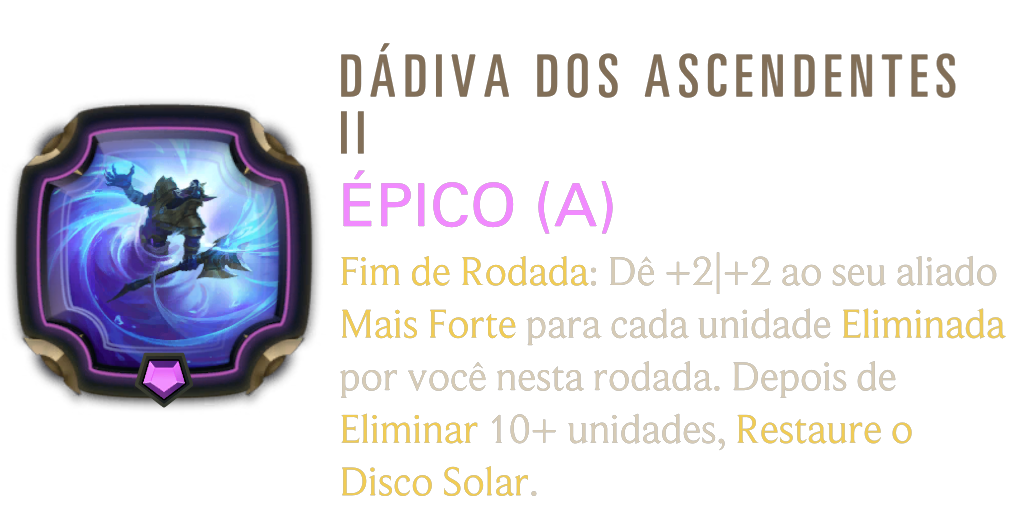 DÁDIVA DOS ASCENDENTES
II
ÉPICO (A)
Fim de Rodada: Dê +2|+2 ao seu aliado
Mais Forte para cada unidade Eliminada
por você nesta rodada. Depois de
Eliminar 10+ unidades, Restaure o
Disco Solar.